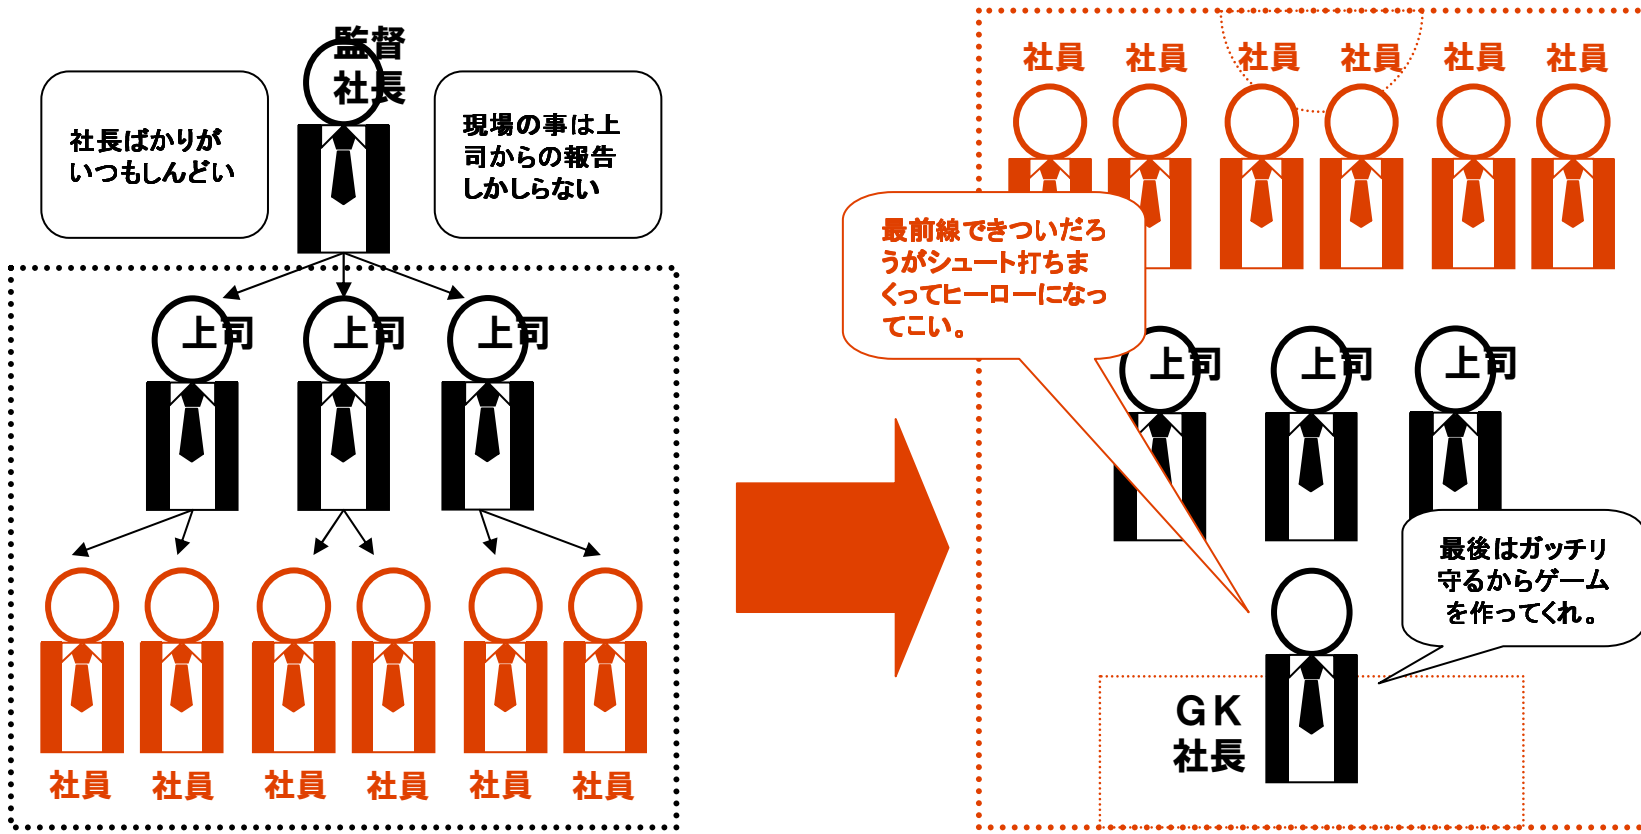 監督
社長
社長ばかりが
いつもしんどい
現場の事は上
司からの報告
しかしらない
上司
上司
上司
社員
社員
社員
社員
社員
社員
社員
社員
社員
社員
社員
社員
最前線できついだろ
うがシュート打ちま
くってヒーローになっ
てこい。
上司
上司
上司
最後はガッチリ
守るからゲーム
を作ってくれ。
GK
社長